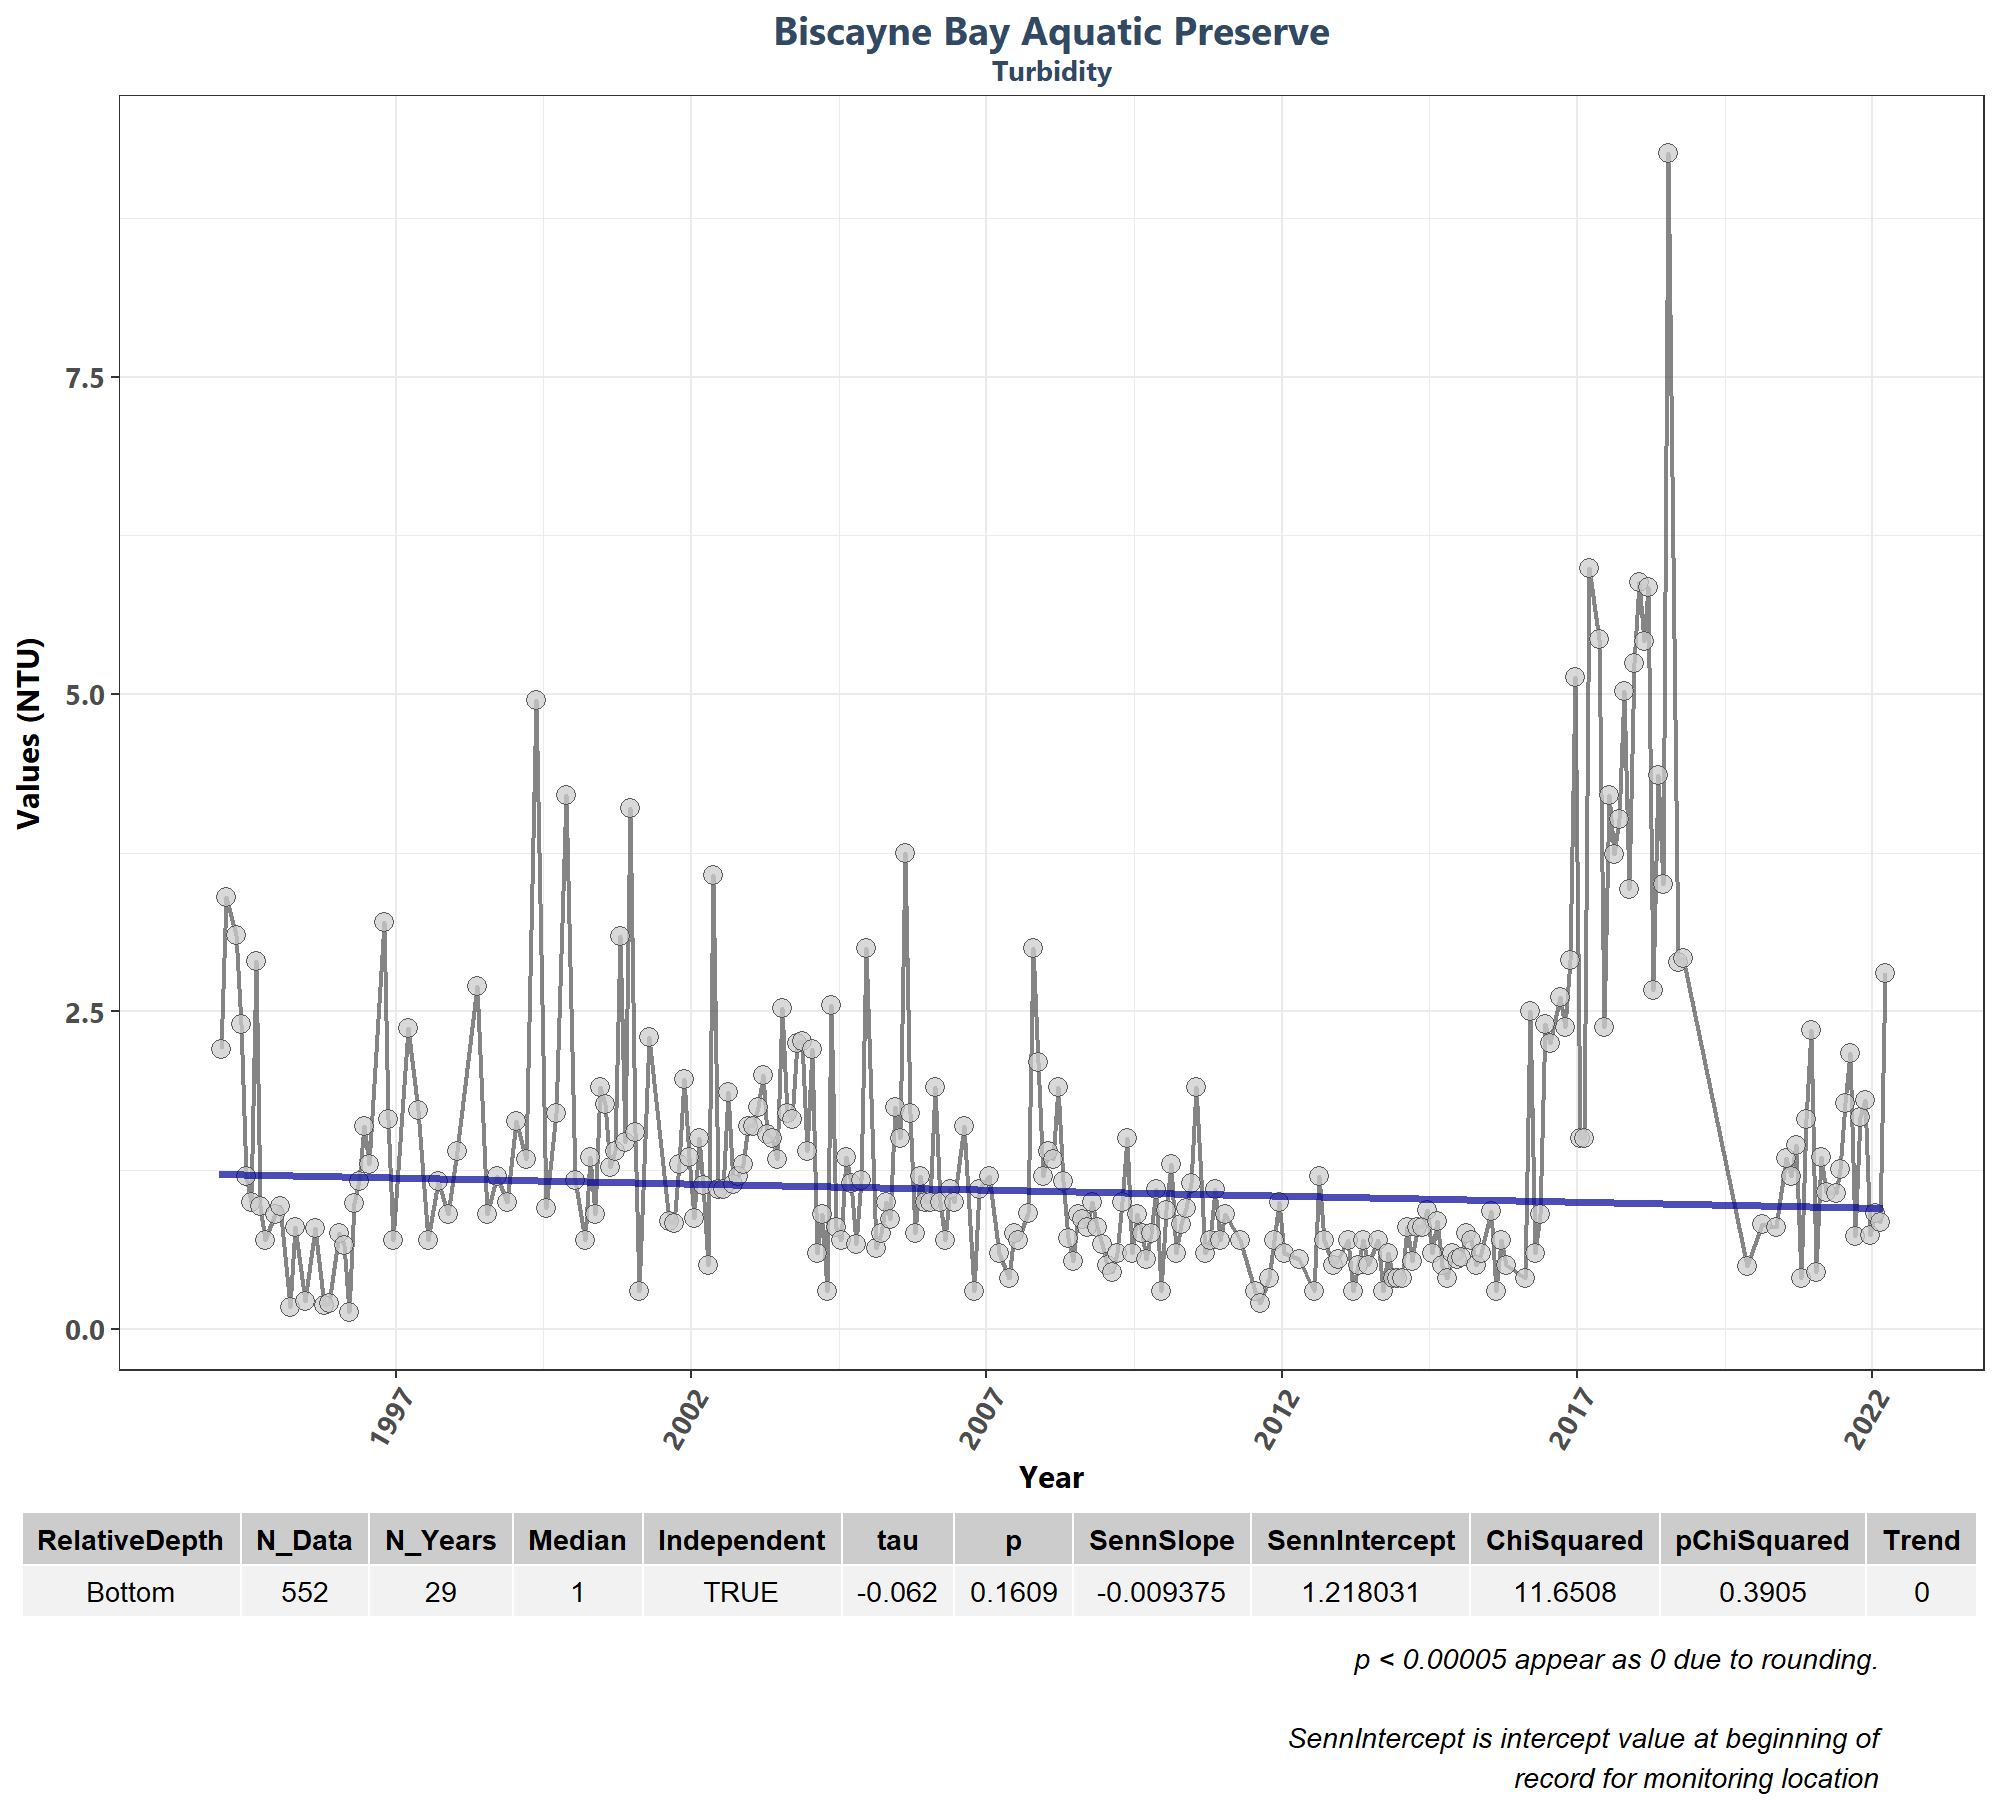 Biscayne Bay Aquatic Preserve
Turbidity
Values (NTU)
7.5
5.0
2.5
0.0
1997 2002 2007 2012 2017 2022
Year
RelativeDepth N_Data N_Years Median Independent tau p SennSlope SennIntercept ChiSquared pChiSquared Trend
Bottom 552 29 1 TRUE -0.062 0.1609 -0.009375 1.218031 11.6508 0.3905 0
p < 0.00005 appear as 0 due to rounding.
SennIntercept is intercept value at beginning of
record for monitoring location